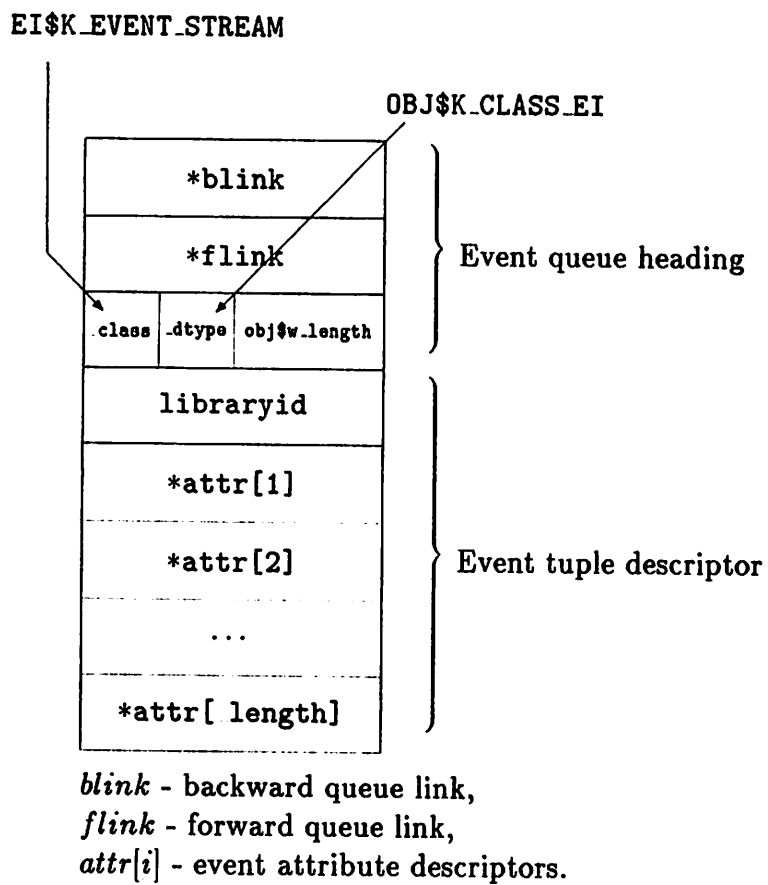 EI$K_EVENT_STREAM
OBJ$K_CLASS_EI
*blink
*flink
Event queue heading
.class _dtype obj$w_length
libraryid
*attr[1]
*attr[2]
Event tuple descriptor
...
*attr[ length]
blink - backward queue link,
flink - forward queue link,
attr[i] - event attribute descriptors.